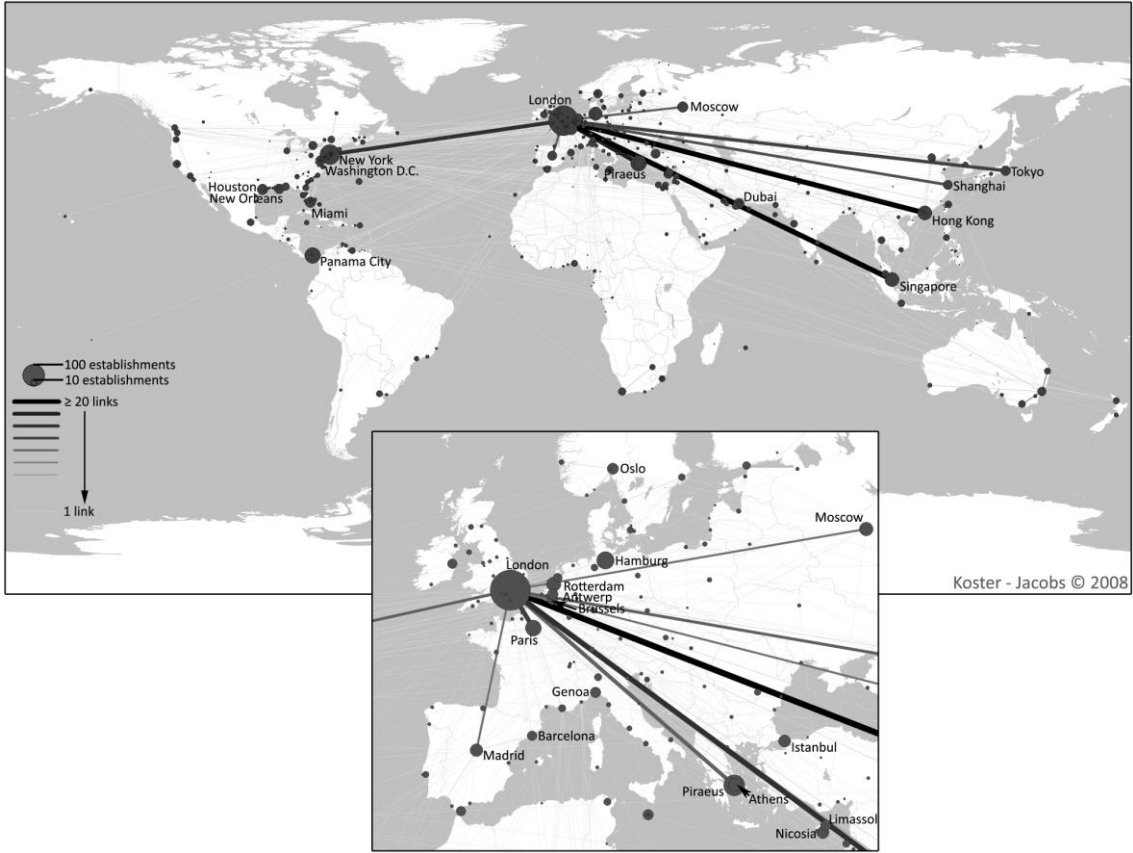 London
Moscow
New York
Washington D.C.
Piraeus
Tokyo
Houston
Shanghai
New Orleans
Dubai
Miami
Hong Kong
Panama City
Singapore
100 establishments
10 establishments
≥ 20 links
1 link
Oslo
Moscow
London
Hamburg
Koster - Jacobs © 2008
Rotterdam
Antwerp
Brussels
Paris
Genoa
Barcelona
Istanbul
Madrid
Piraeus
Athens
Limassol
Nicosia